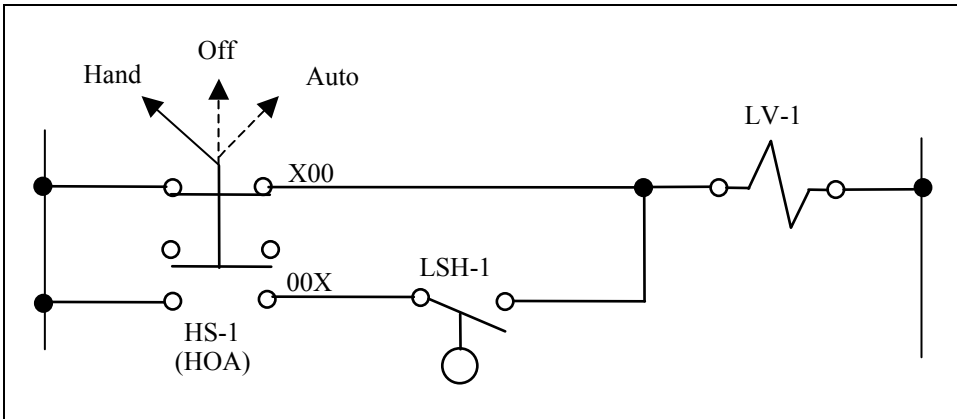 Off
Hand
Auto
LV-1
X00
LSH-1
00X
HS-1
(HOA)